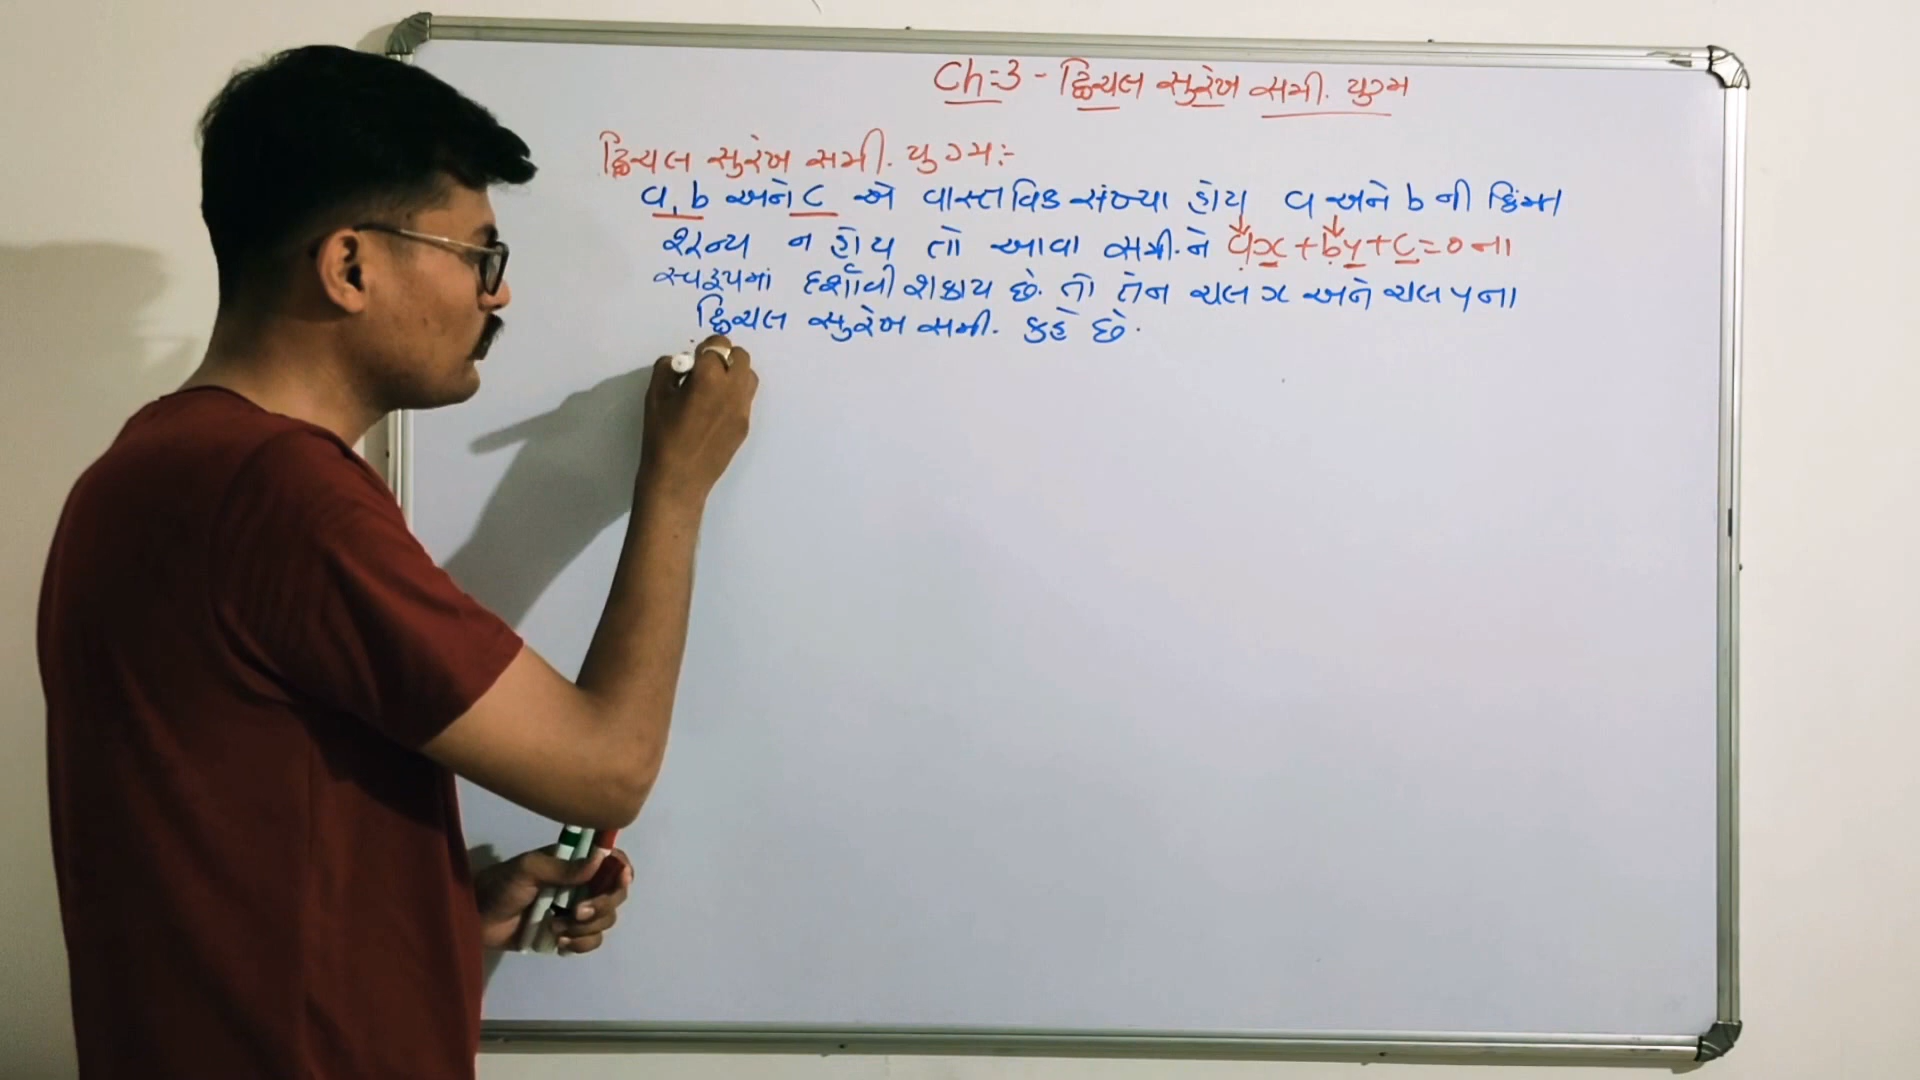 Ch:3 - દ્વિચલ સુરેખ સમી. યુગ્મ
દ્વિચલ સુરેખ સમી. યુગ્મ:-
a, b અને c એ વાસ્તવિક સંખ્યા હોય a અને b ની કિંમત
શૂન્ય ન હોય તો આવા સમી.ને ax+by+c=0 ના
સ્વરૂપમાં દર્શાવી શકાય છે. તો તેન ચલ x અને ચલ y ના
દ્વિચલ સુરેખ સમી. કહે છે.